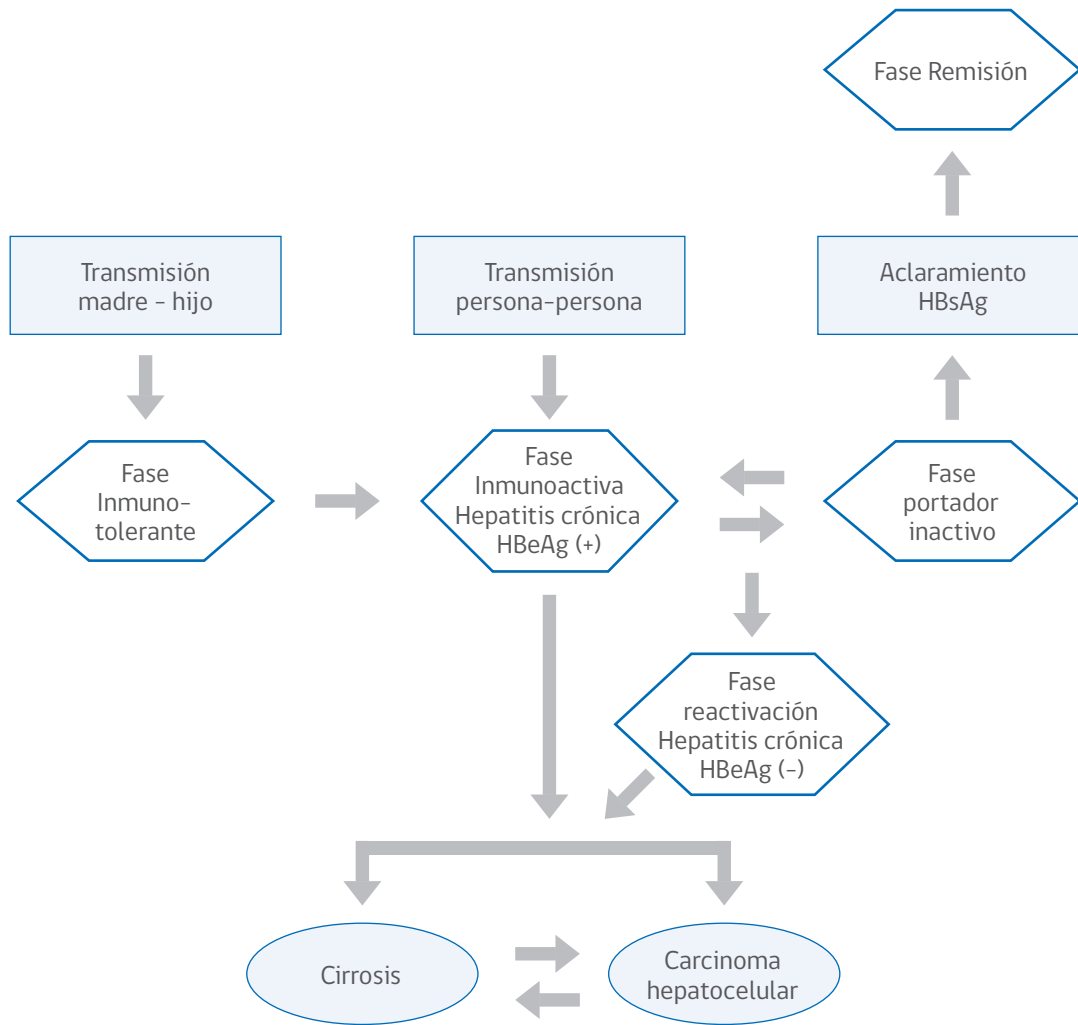 Fase Remisión
Transmisión
madre - hijo
Transmisión
persona-persona
Aclaramiento
HBsAg
Fase
Inmuno-
tolerante
Fase
Inmunoactiva
Hepatitis crónica
HBeAg (+)
Fase
portador
inactivo
Fase
reactivación
Hepatitis crónica
HBeAg (-)
Cirrosis
Carcinoma
hepatocelular